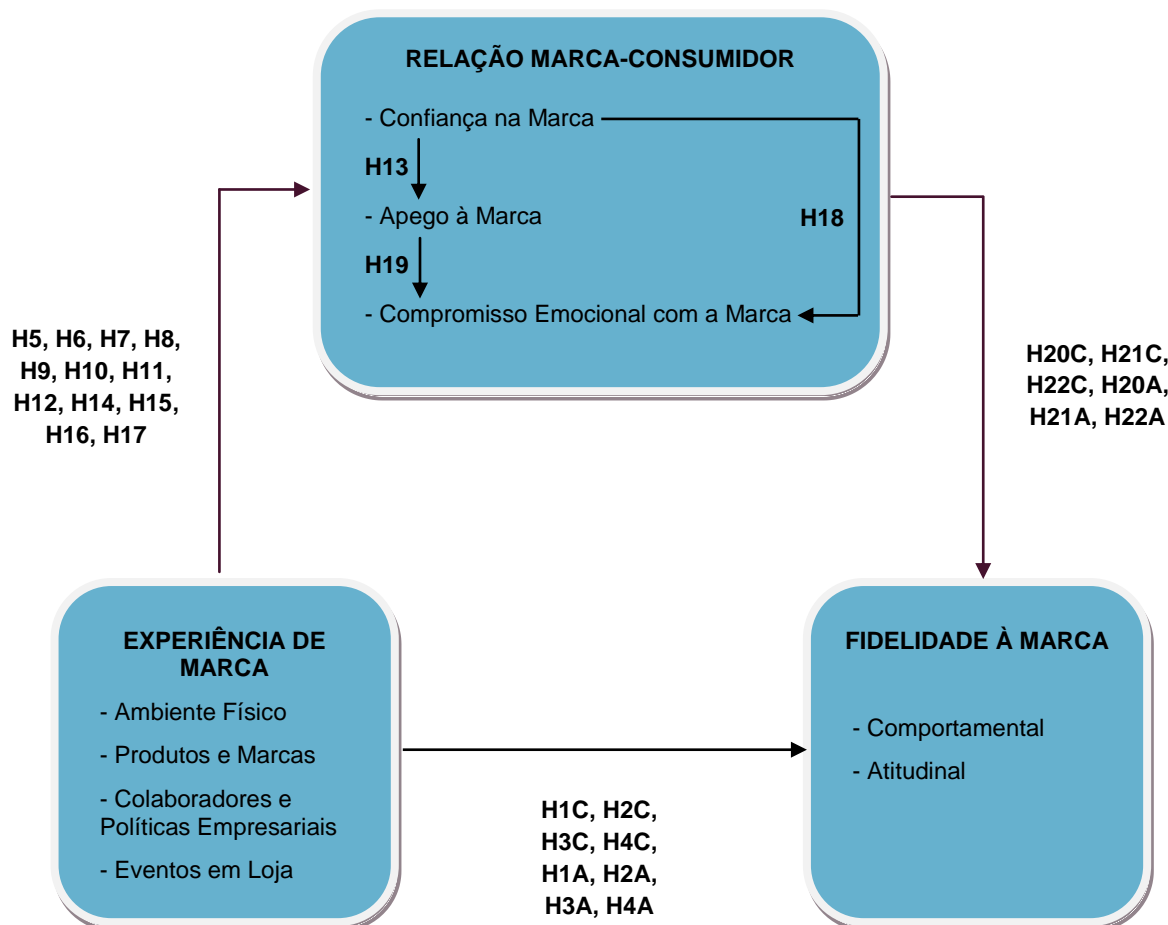 RELAÇÃO MARCA-CONSUMIDOR
- Confiança na Marca
H13
- Apego à Marca
H18
H19
- Compromisso Emocional com a Marca
H5, H6, H7, H8,
H9, H10, H11,
H12, H14, H15,
H16, H17
H20C, H21C,
H22C, H20A,
H21A, H22A
EXPERIÊNCIA DE
MARCA
- Ambiente Físico
- Produtos e Marcas
- Colaboradores e
Políticas Empresariais
- Eventos em Loja
H1C, H2C,
H3C, H4C,
H1A, H2A,
H3A, H4A
FIDELIDADE À MARCA
- Comportamental
- Atitudinal